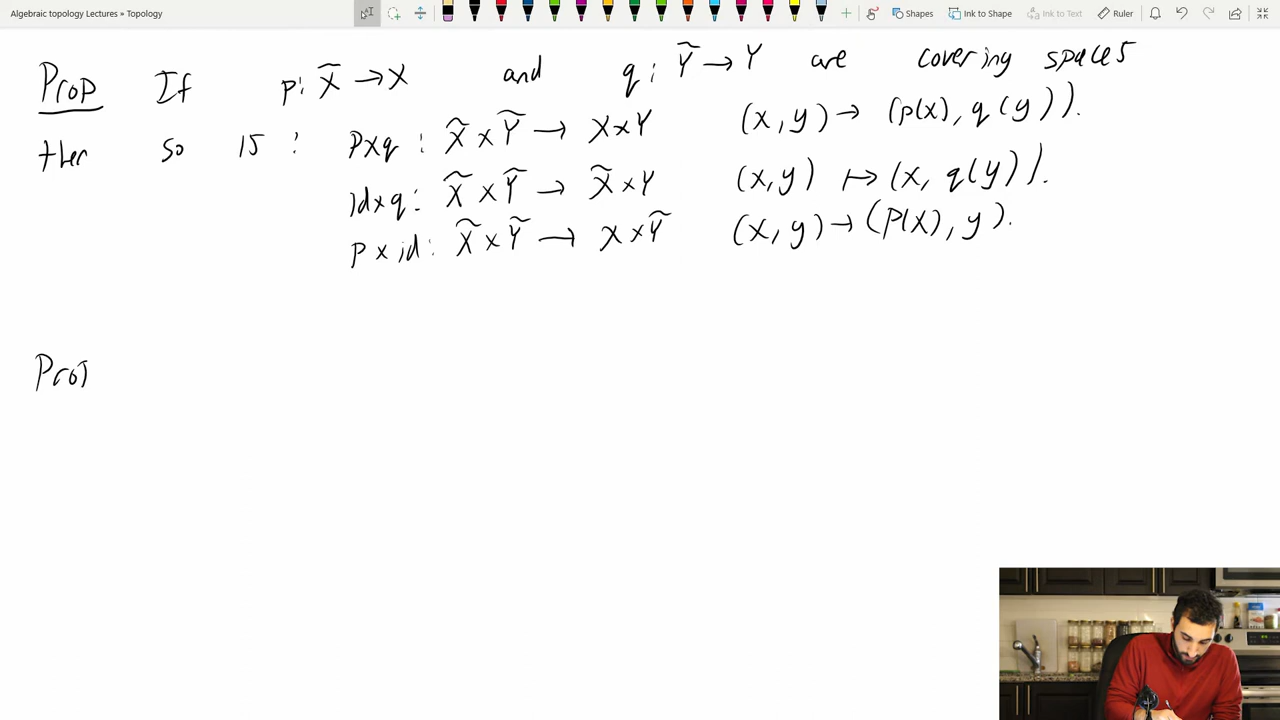 Algebraic topology Lectures » Topology
Shapes Ink to Shape Ink to Text Ruler
Prop If p: X̃ → X and q: Ỹ → Y are covering spaces
then so is : p×q : X̃ × Ỹ → X×Y (x, y) → (p(x), q(y)).
id×q: X̃ × Ỹ → X̃ × Y (x,y) ↦ (x, q(y)).
p × id: X̃ × Ỹ → X × Ỹ (x, y) → (p(x), y).